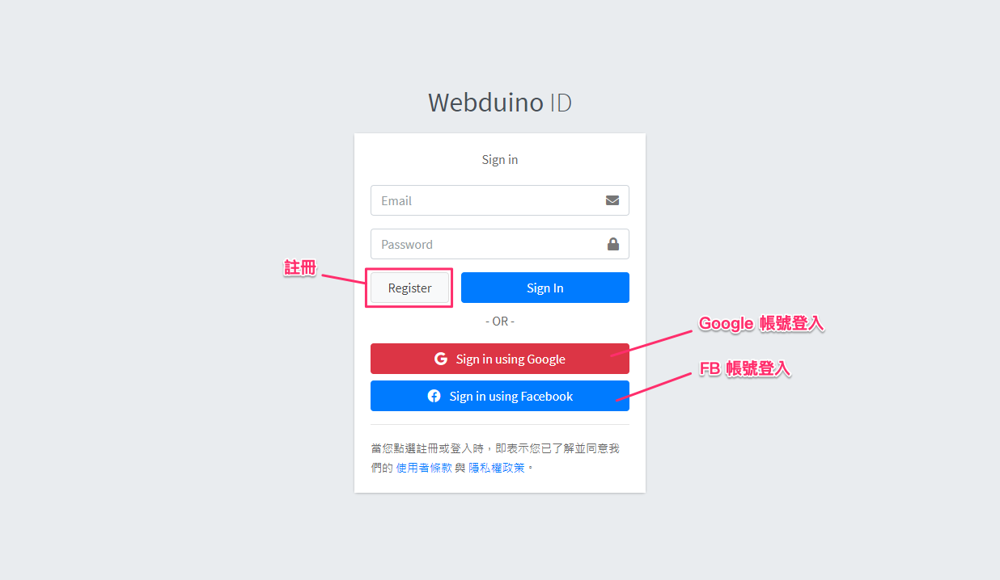 Webduino ID
Sign in
Email
Password
註冊
Register
Sign In
- OR -
Google 帳號登入
Sign in using Google
FB 帳號登入
Sign in using Facebook
當您點選註冊或登入時，即表示您已了解並同意我
們的 使用者條款 與 隱私權政策。